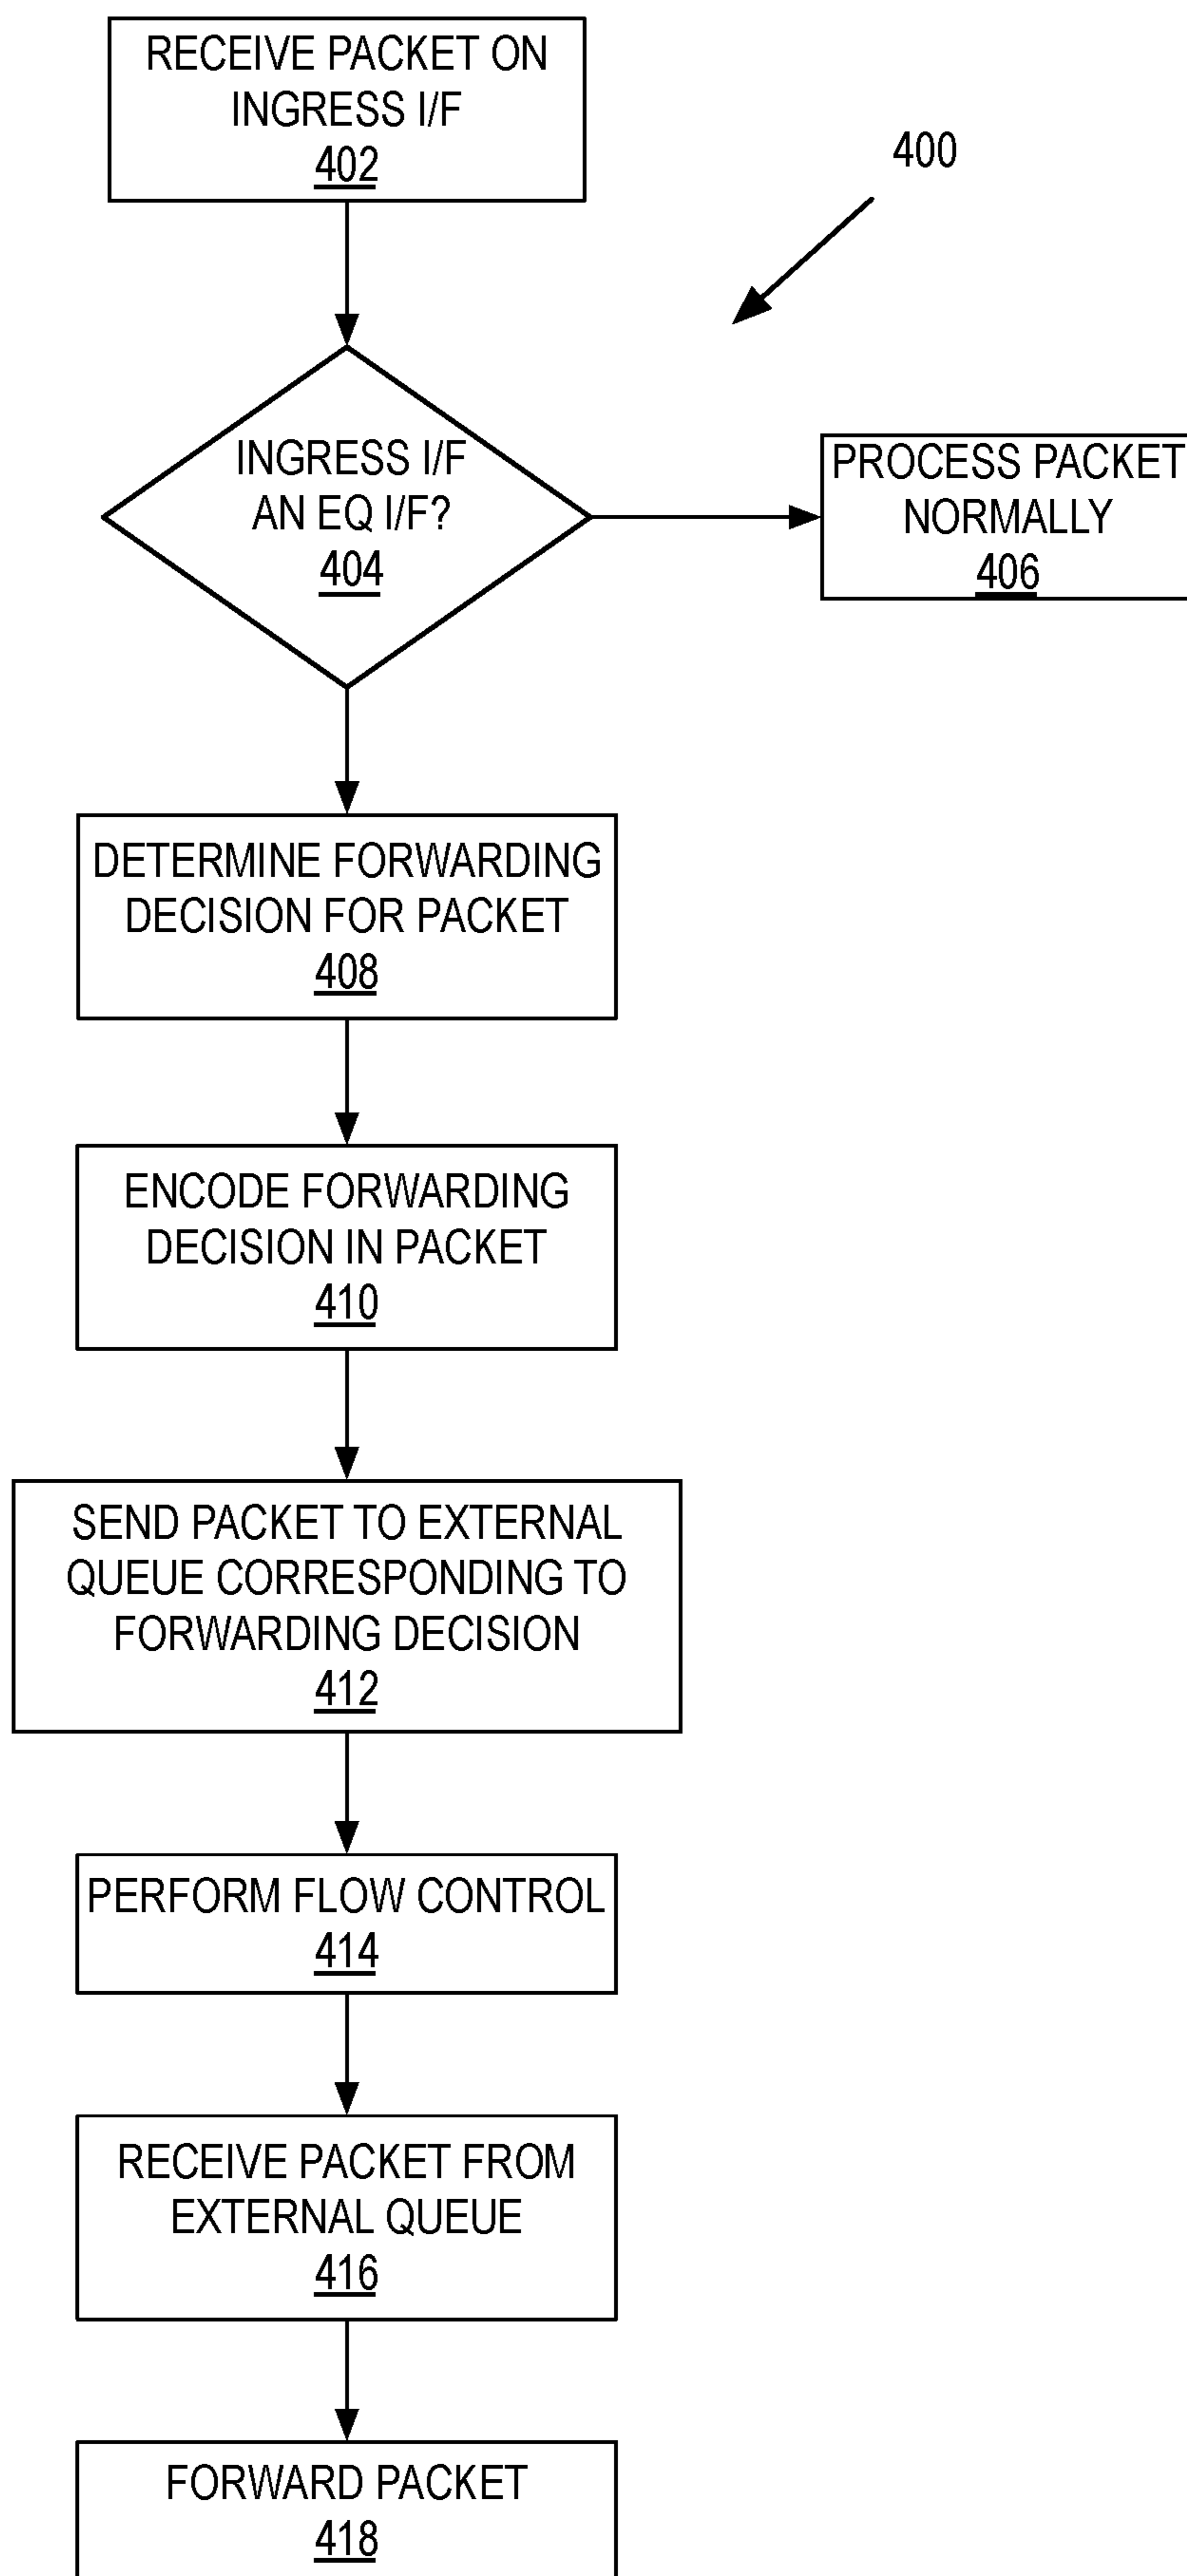 RECEIVE PACKET ON
INGRESS I/F
402
400
INGRESS I/F
AN EQ I/F?
404
PROCESS PACKET
NORMALLY
406
DETERMINE FORWARDING
DECISION FOR PACKET
408
ENCODE FORWARDING
DECISION IN PACKET
410
SEND PACKET TO EXTERNAL
QUEUE CORRESPONDING TO
FORWARDING DECISION
412
PERFORM FLOW CONTROL
414
RECEIVE PACKET FROM
EXTERNAL QUEUE
416
FORWARD PACKET
418